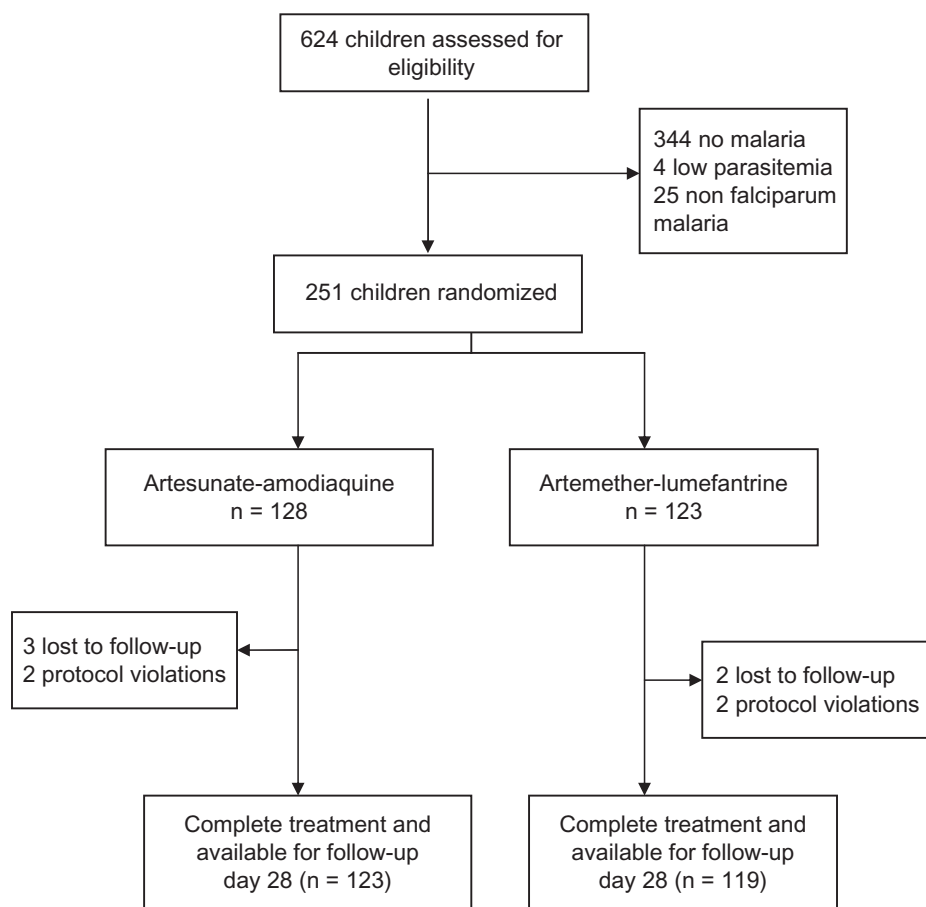 624 children assessed for
eligibility
344 no malaria
4 low parasitemia
25 non falciparum
malaria
251 children randomized
Artesunate-amodiaquine
n = 128
Artemether-lumefantrine
n = 123
3 lost to follow-up
2 protocol violations
2 lost to follow-up
2 protocol violations
Complete treatment and
available for follow-up
day 28 (n = 123)
Complete treatment and
available for follow-up
day 28 (n = 119)